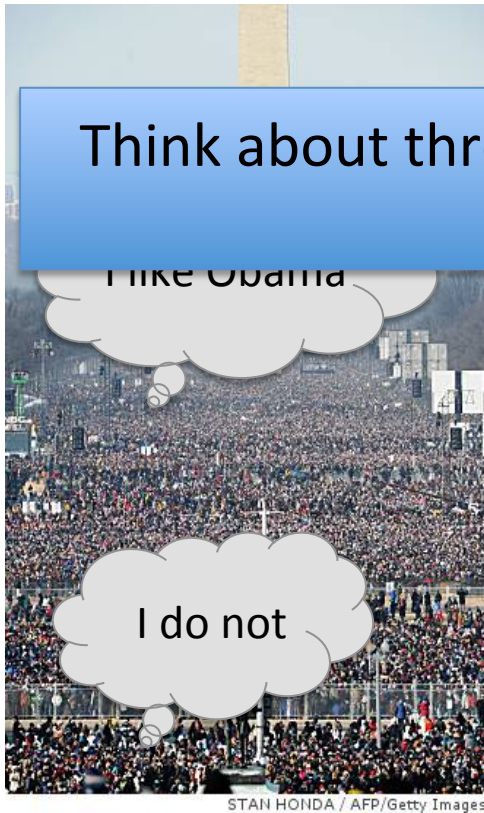 Think about thr
I like Obama
I do not
STAN HONDA / AFP/Getty Images